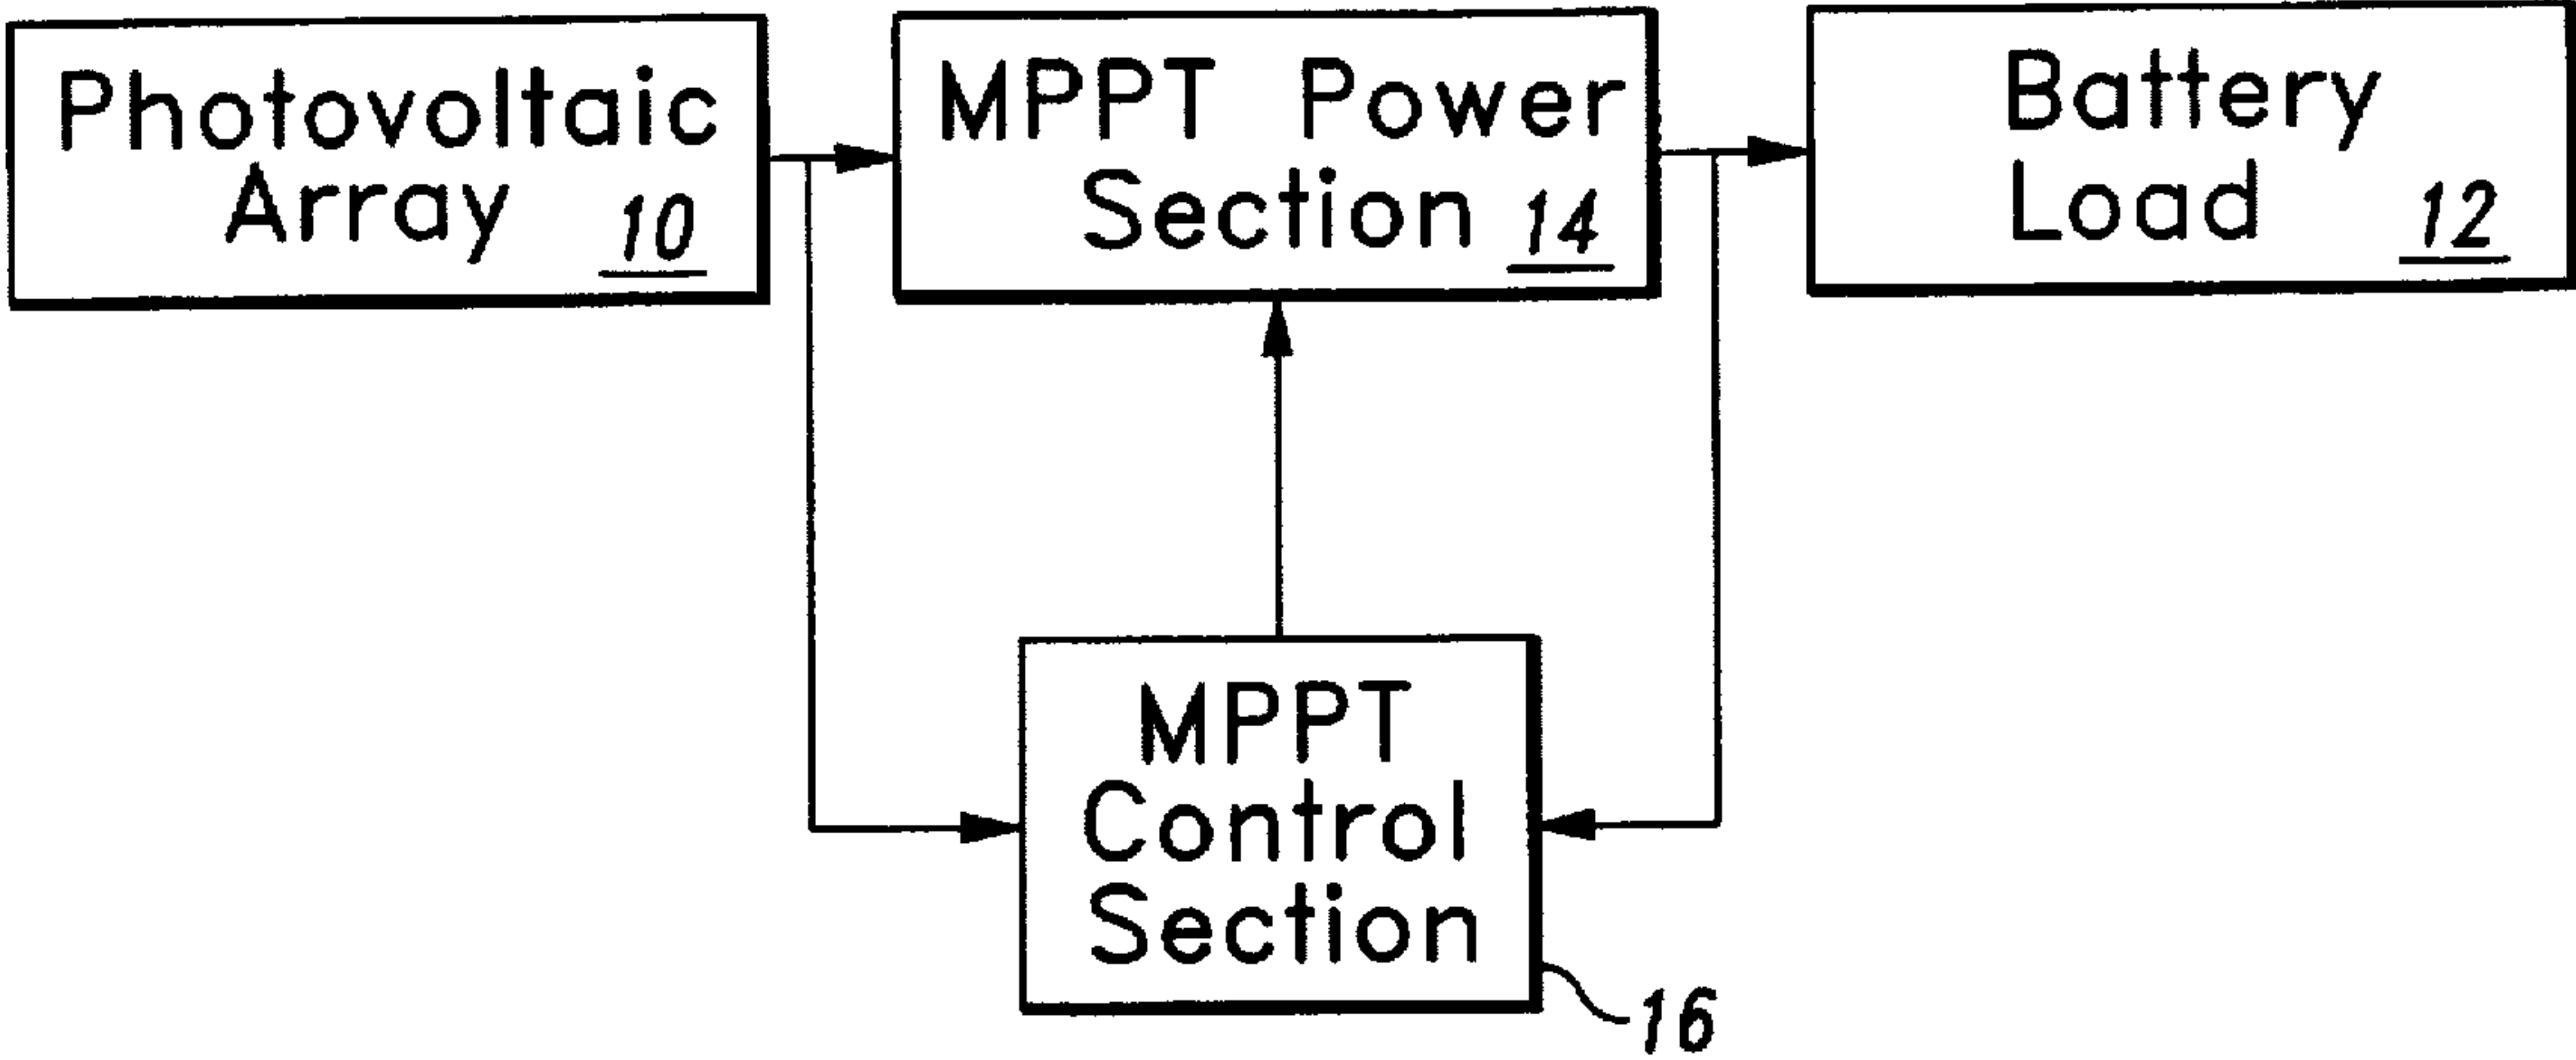 Photovoltaic
Array 10
MPPT Power
Section 14
Battery
Load 12
MPPT
Control
Section
16